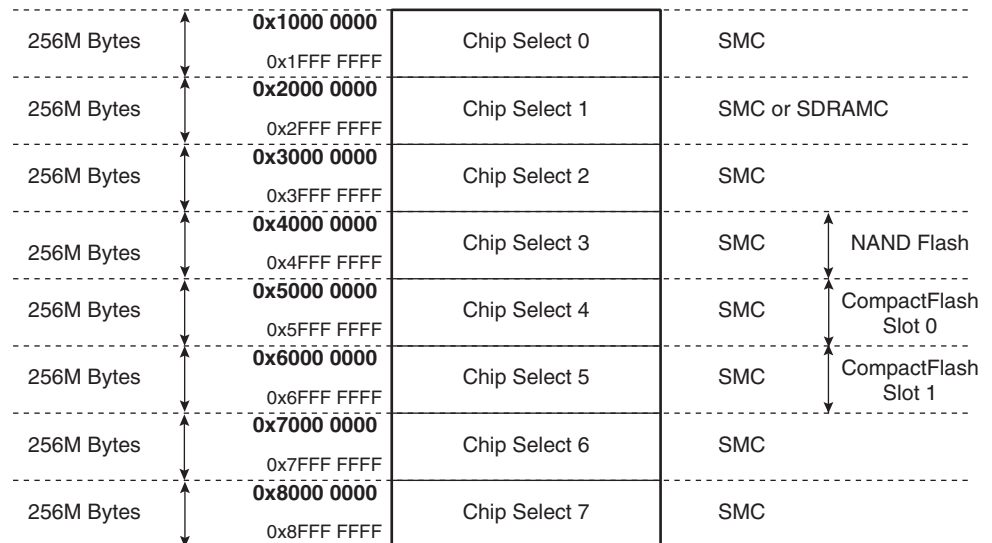 0x1000 0000
256M Bytes Chip Select 0 SMC
0x1FFF FFFF
0x2000 0000
256M Bytes Chip Select 1 SMC or SDRAMC
0x2FFF FFFF
0x3000 0000
256M Bytes Chip Select 2 SMC
0x3FFF FFFF
0x4000 0000
256M Bytes Chip Select 3 SMC NAND Flash
0x4FFF FFFF
0x5000 0000
256M Bytes Chip Select 4 SMC CompactFlash
Slot 0
0x5FFF FFFF
0x6000 0000
256M Bytes Chip Select 5 SMC CompactFlash
Slot 1
0x6FFF FFFF
0x7000 0000
256M Bytes Chip Select 6 SMC
0x7FFF FFFF
0x8000 0000
256M Bytes Chip Select 7 SMC
0x8FFF FFFF